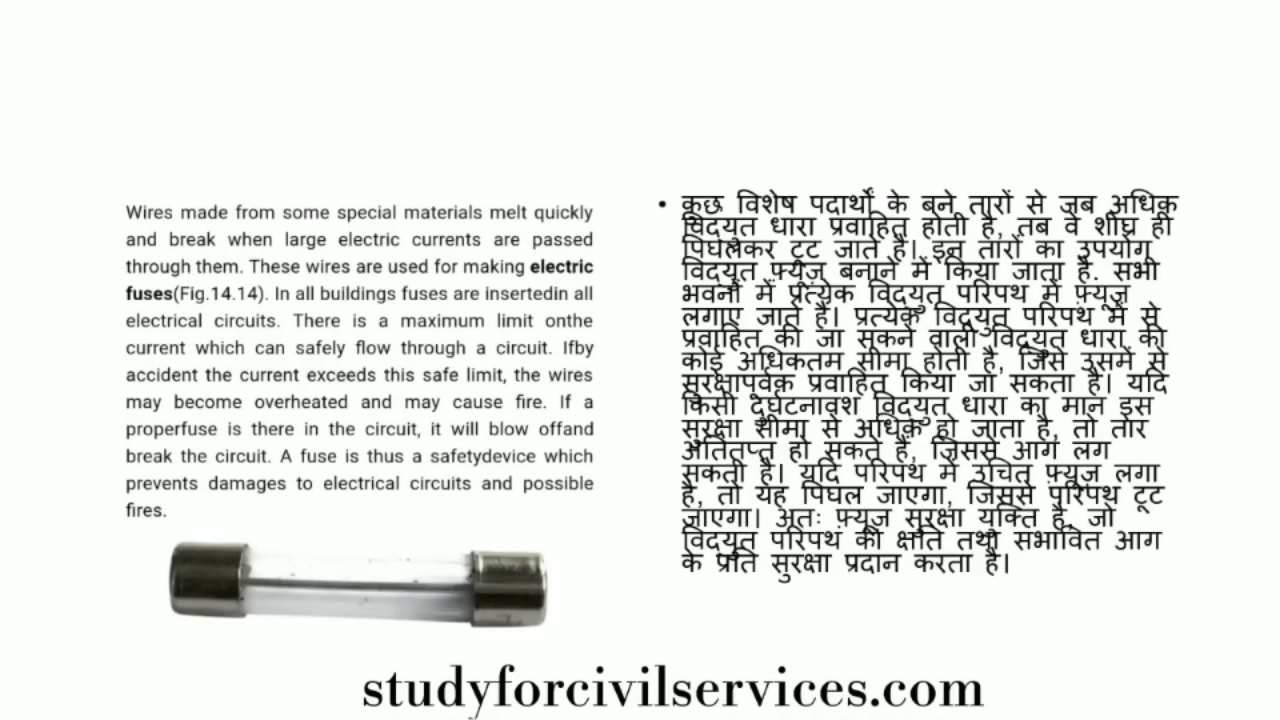 Wires made from some special materials melt quickly
and break when large electric currents are passed
through them. These wires are used for making electric
fuses(Fig.14.14). In all buildings fuses are insertedin all
electrical circuits. There is a maximum limit onthe
current which can safely flow through a circuit. Ifby
accident the current exceeds this safe limit, the wires
may become overheated and may cause fire. If a
properfuse is there in the circuit, it will blow offand
break the circuit. A fuse is thus a safetydevice which
prevents damages to electrical circuits and possible
fires.
• कुछ विशेष पदार्थों के बने तारों से जब अधिक
विद्युत धारा प्रवाहित होती है, तब वे शीघ्र ही
पिघलकर टूट जाते हैं। इन तारों का उपयोग
विद्युत फ्यूज़ बनाने में किया जाता है. सभी
भवनों में प्रत्येक विद्युत परिपथ में फ़्यूज़
लगाए जाते हैं। प्रत्येक विद्युत परिपथ में से
प्रवाहित की जा सकने वाली विद्युत धारा की
कोई अधिकतम सीमा होती है, जिसे उसमें से
सुरक्षापूर्वक प्रवाहित किया जा सकता है। यदि
किसी दुर्घटनावश विद्युत धारा का मान इस
सुरक्षा सीमा से अधिक हो जाता है, तो तार
अतितप्त हो सकते हैं, जिससे आग लग
सकती है। यदि परिपथ में उचित फ़्यूज़ लगा
है, तो यह पिघल जाएगा, जिससे परिपथ टूट
जाएगा। अतः फ़्यूज़ सुरक्षा युक्ति है, जो
विद्युत परिपथ की क्षति तथा संभावित आग
के प्रति सुरक्षा प्रदान करता है।
studyforcivilservices.com